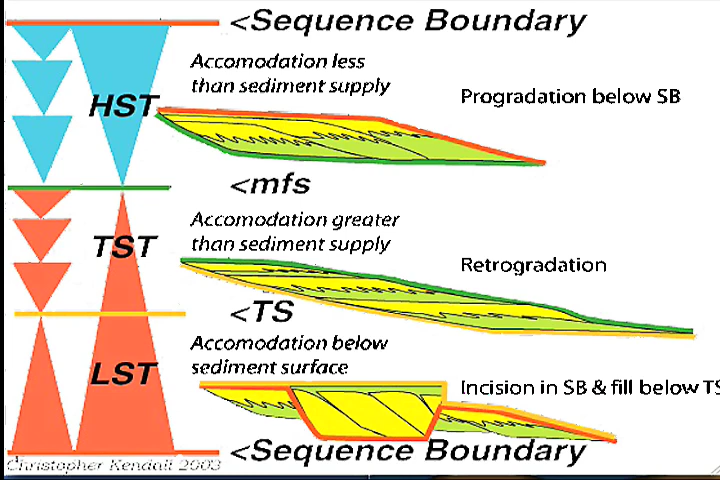 <Sequence Boundary
Accomodation less
than sediment supply
Progradation below SB
HST
<mfs
Accomodation greater
than sediment supply
TST
Retrogradation
<TS
Accomodation below
sediment surface
LST
Incision in SB & fill below TS
<Sequence Boundary
Christopher Kendall 2003